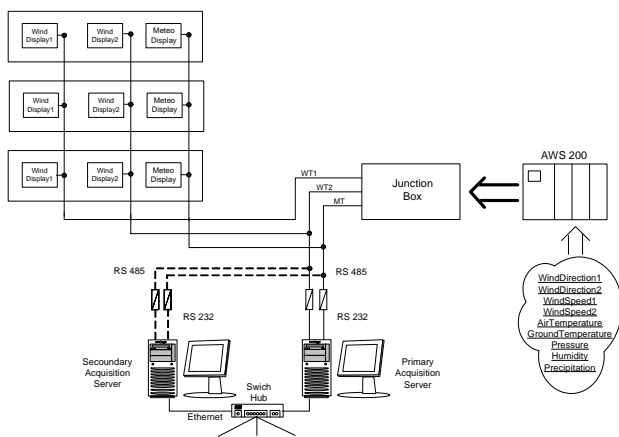 Wind
Display1
Wind
Display2
Meteo
Display
Wind
Display1
Wind
Display2
Meteo
Display
Wind
Display1
Wind
Display2
Meteo
Display
WT1
WT2
MT
Junction
Box
AWS 200
RS 485
RS 485
RS 232
RS 232
WindDirection1
WindDirection2
WindSpeed1
WindSpeed2
AirTemperature
GroundTemperature
Pressure
Humidity
Precipitation
Secoundary
Acquisition
Server
Primary
Acquisition
Server
Swich
Hub
Ethernet